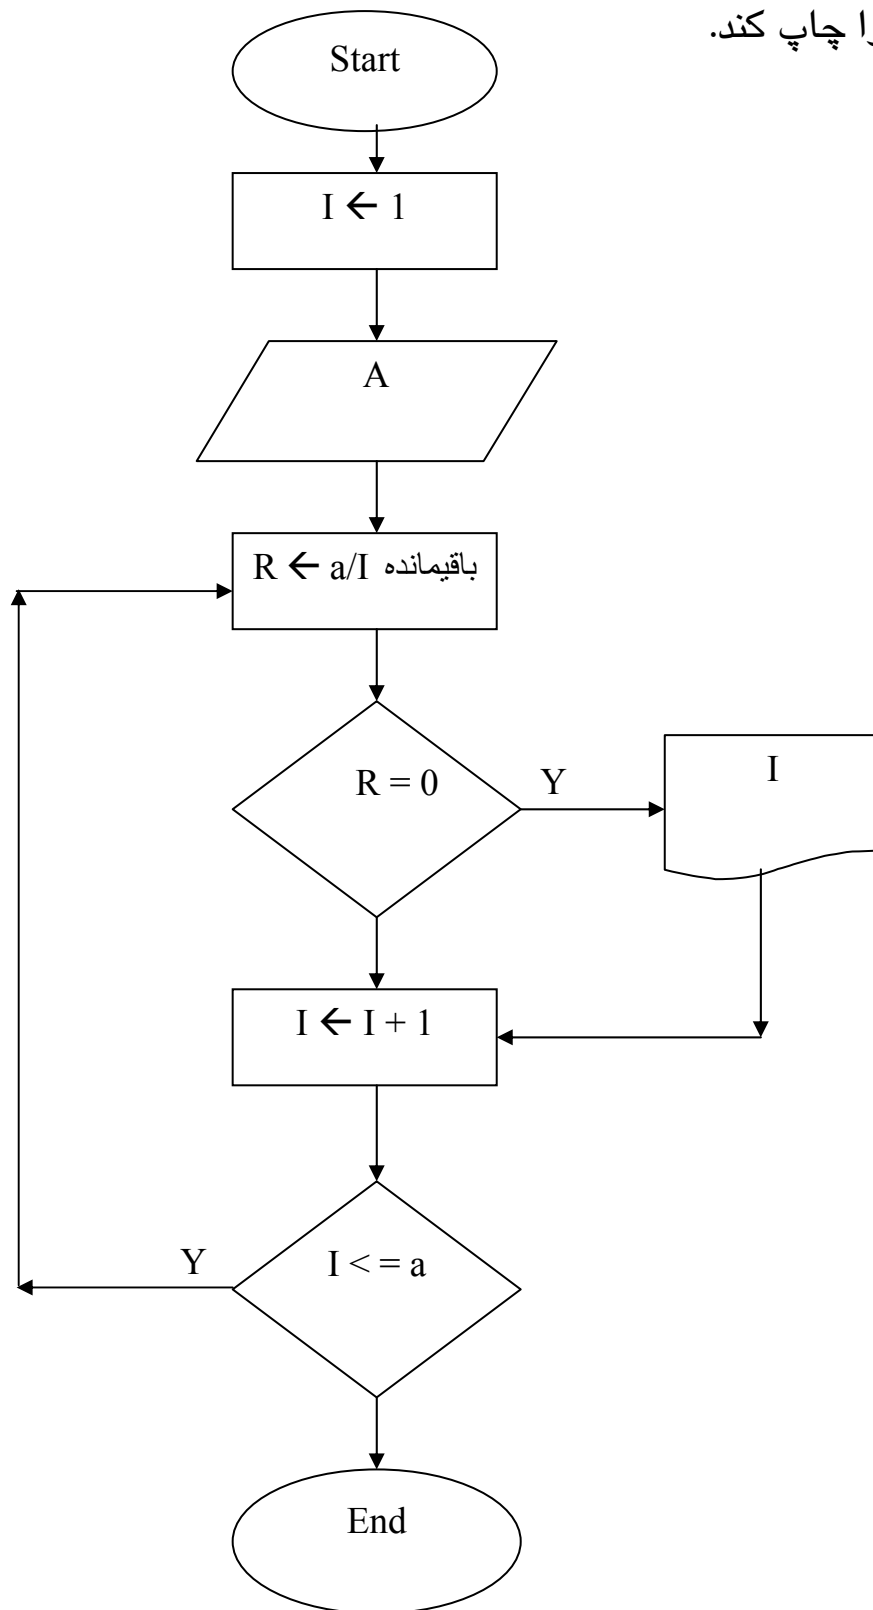 را چاپ کند.
Start
I ← 1
A
R ← a/I باقیمانده
R = 0
Y
I
I ← I + 1
I < = a
Y
End